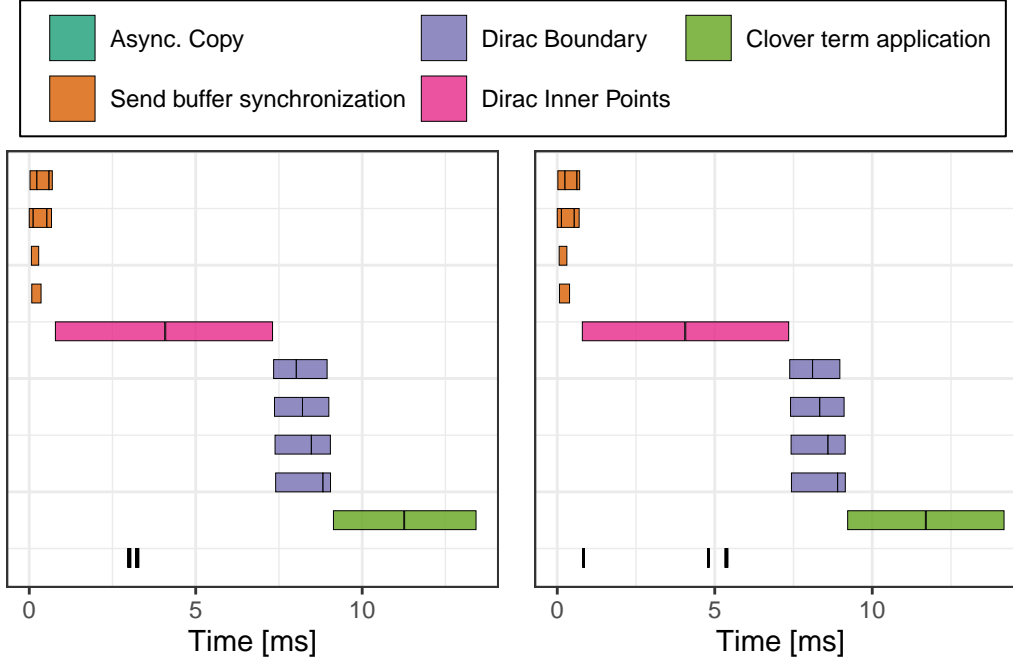 Async. Copy Dirac Boundary Clover term application
Send buffer synchronization Dirac Inner Points
0 5 10 0 5 10
Time [ms] Time [ms]